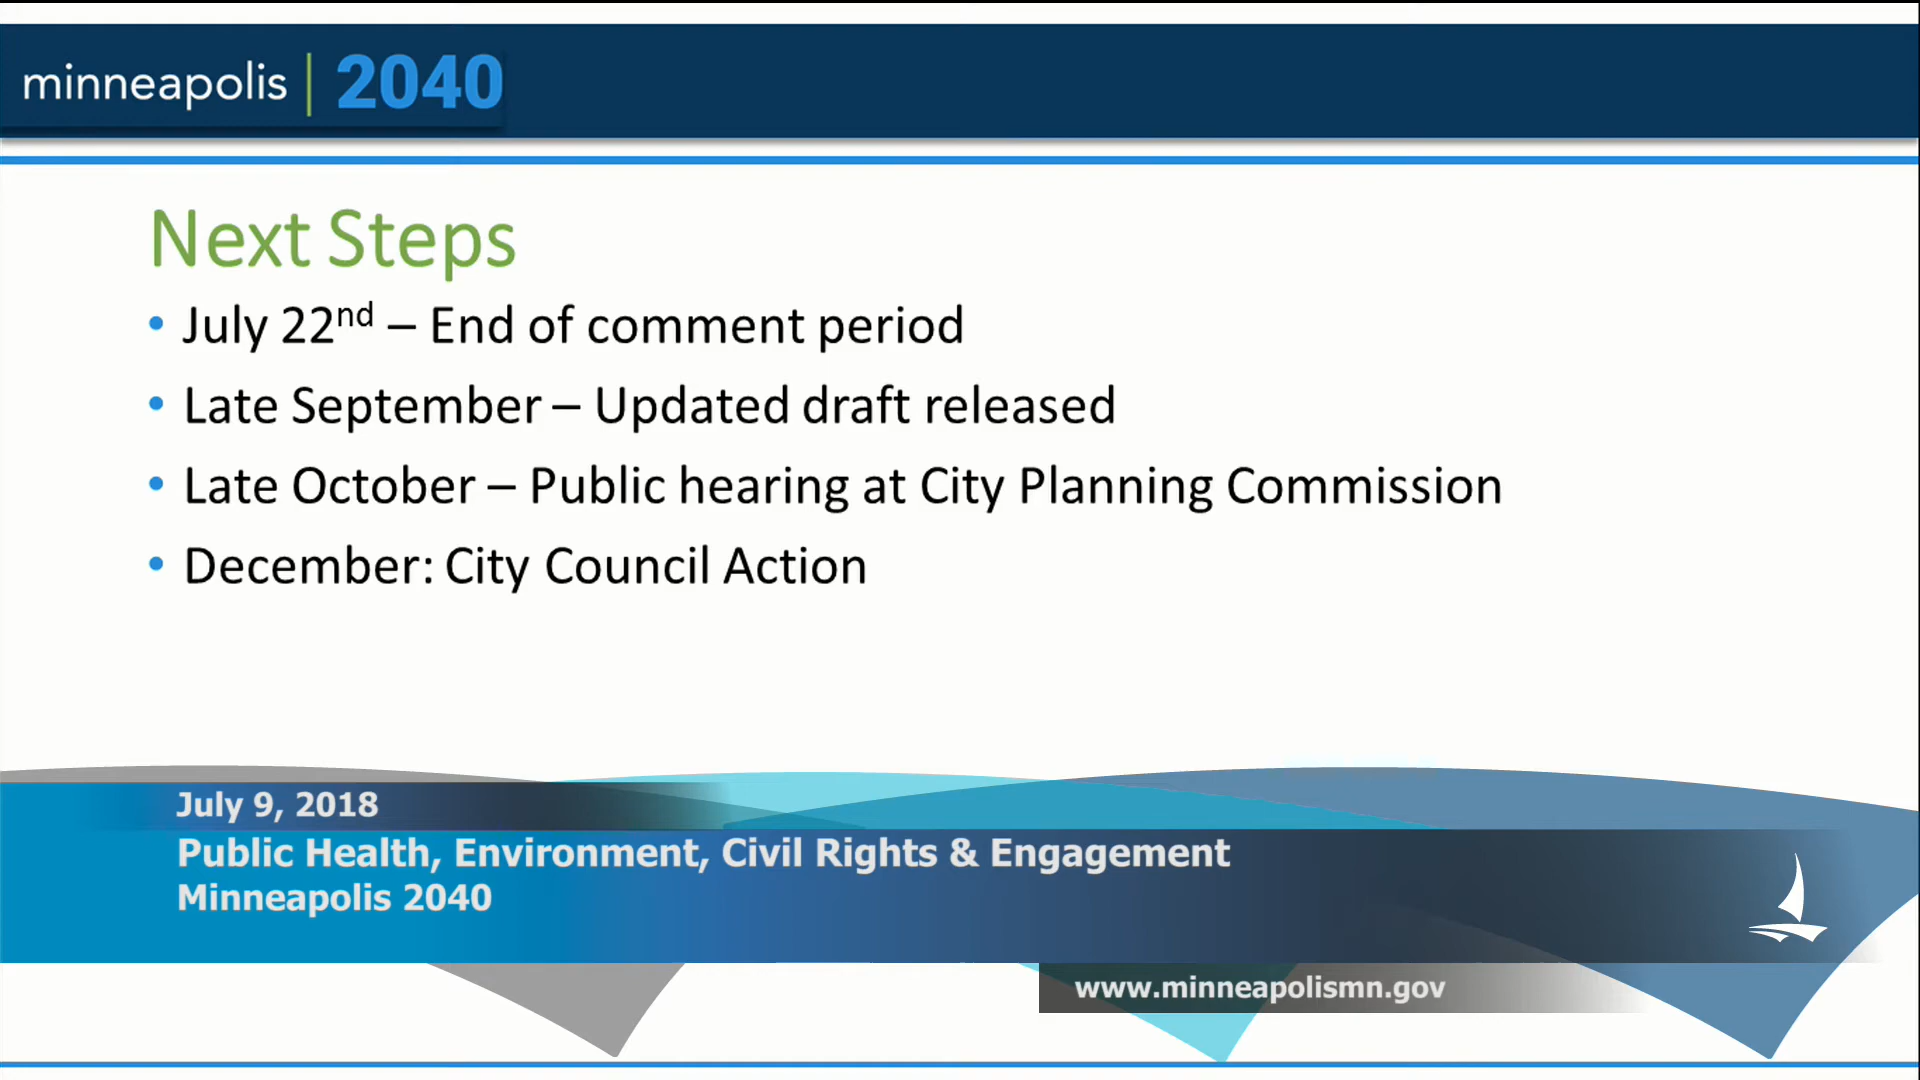 minneapolis | 2040
Next Steps
• July 22nd – End of comment period
• Late September – Updated draft released
• Late October – Public hearing at City Planning Commission
• December: City Council Action
July 9, 2018
Public Health, Environment, Civil Rights & Engagement
Minneapolis 2040
www.minneapolismn.gov